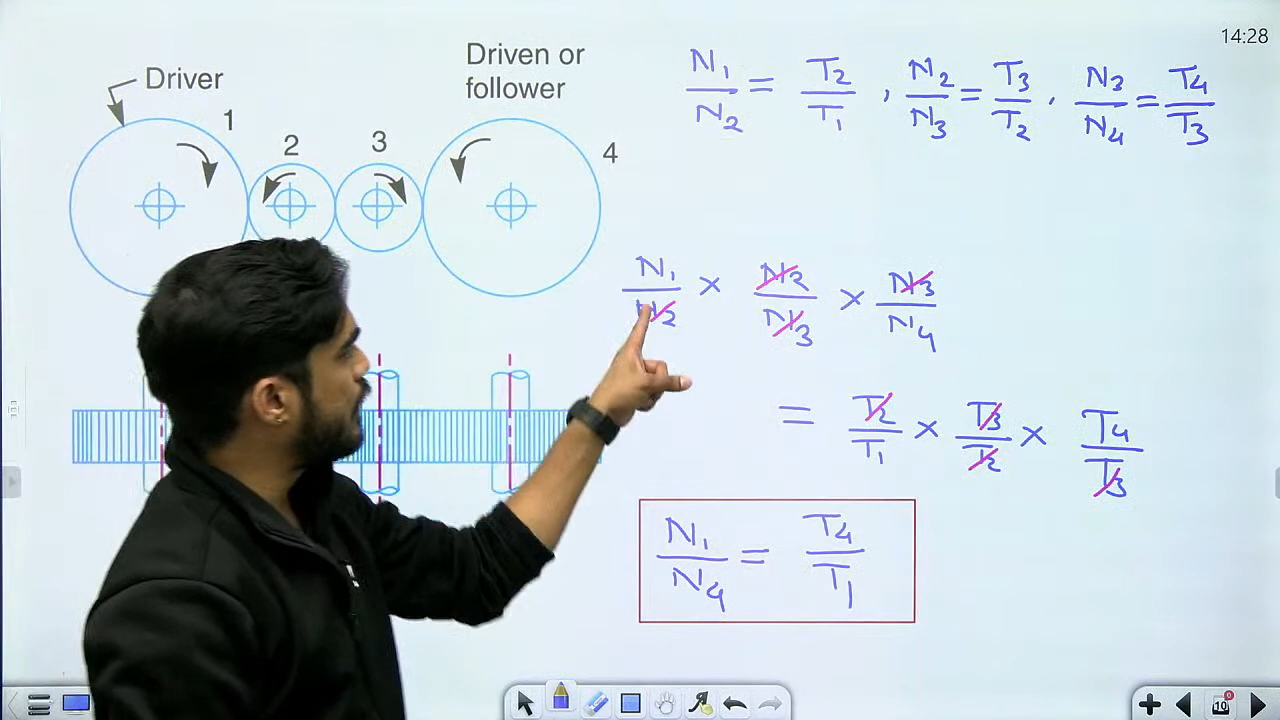 14:28
Driver
Driven or
follower
1
2
3
4
N1/N2 = T2/T1 , N2/N3 = T3/T2 , N3/N4 = T4/T3
N1/N2 × N2/N3 × N3/N4
= T2/T1 × T3/T2 × T4/T3
N1/N4 = T4/T1
10